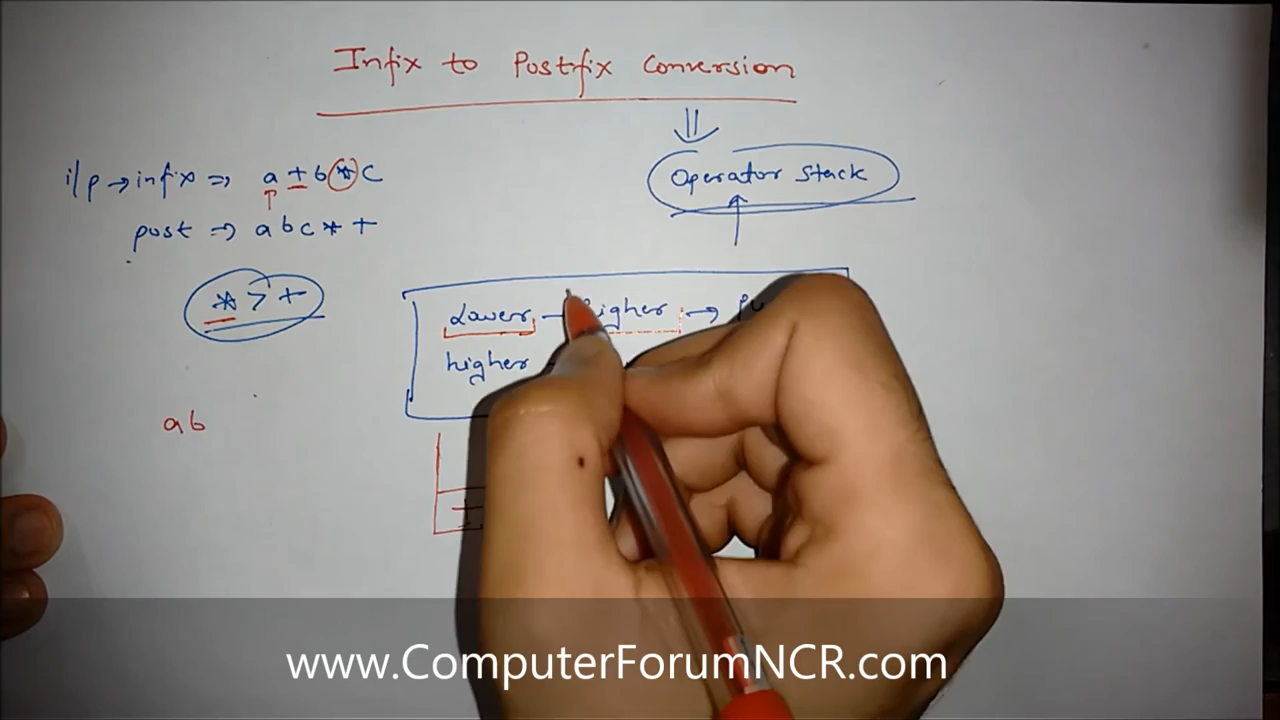 Infix to Postfix Conversion
i/p → infix ⇒ a + b * c
Operator Stack
post ⇒ a b c * +
* > +
Lower - higher →
higher
ab
+
www.ComputerForumNCR.com